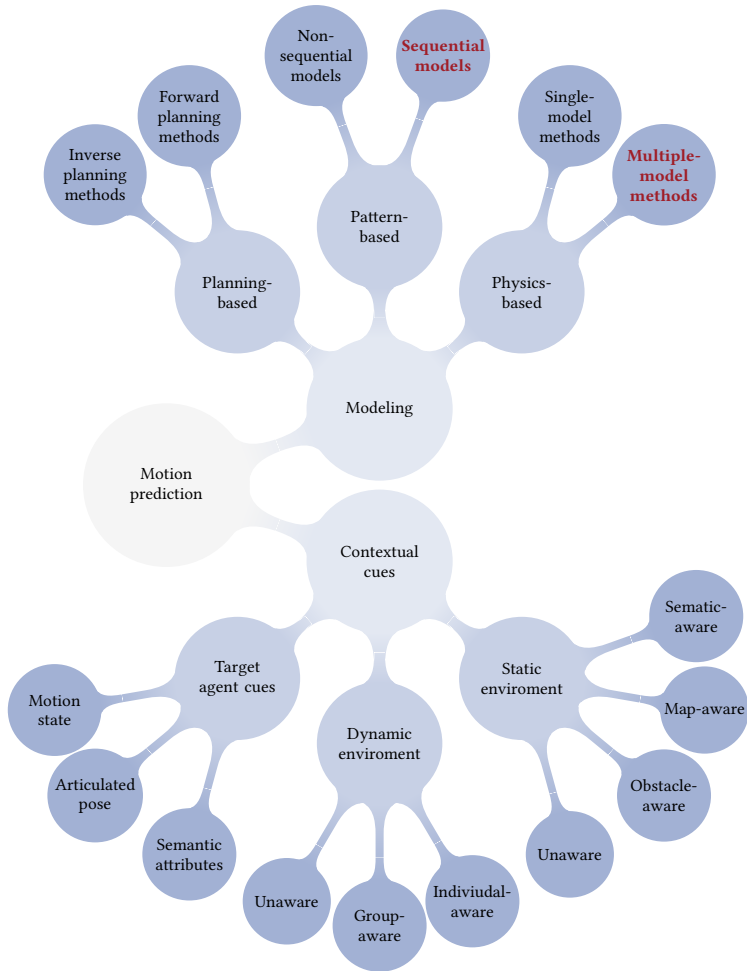 Non-
sequential
models
Sequential
models
Forward
planning
methods
Single-
model
methods
Inverse
planning
methods
Multiple-
model
methods
Pattern-
based
Planning-
based
Physics-
based
Modeling
Motion
prediction
Contextual
cues
Sematic-
aware
Target
agent cues
Static enviroment
Motion
state
Map-aware
Dynamic
enviroment
Articulated
pose
Obstacle-
aware
Semantic
attributes
Unaware
Unaware
Group-
aware
Indiviudal-
aware